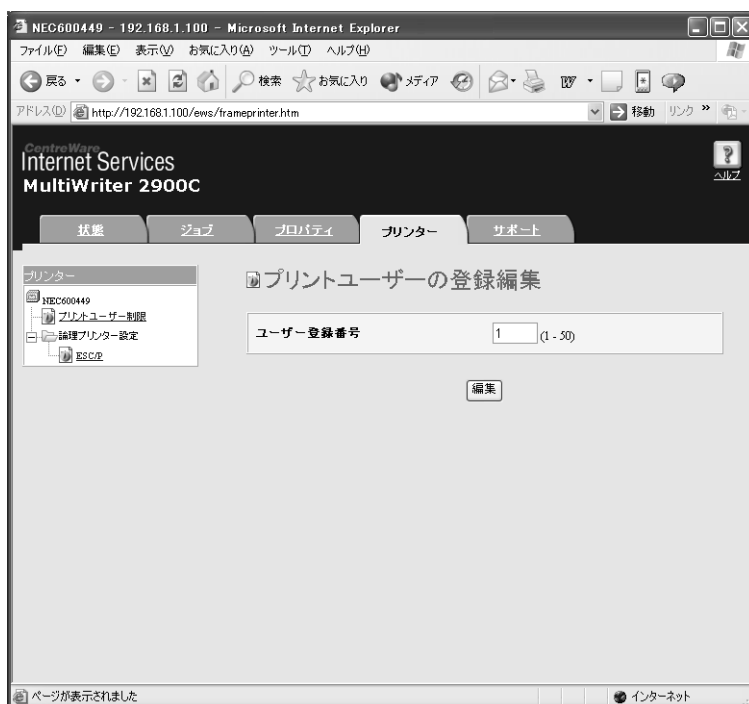 NEC600449 - 192.168.1.100 - Microsoft Internet Explorer
ファイル(F) 編集(E) 表示(V) お気に入り(A) ツール(T) ヘルプ(H)
戻る 検索 お気に入り メディア
アドレス(D) http://192.168.1.100/ews/frameprinter.htm 移動 リンク »
CentreWare
Internet Services
MultiWriter 2900C
ヘルプ
状態 ジョブ プロパティ プリンター サポート
プリンター
NEC600449
プリントユーザー制限
論理プリンター設定
ESC/P
プリントユーザーの登録編集
ユーザー登録番号 1 (1 - 50)
編集
ページが表示されました インターネット